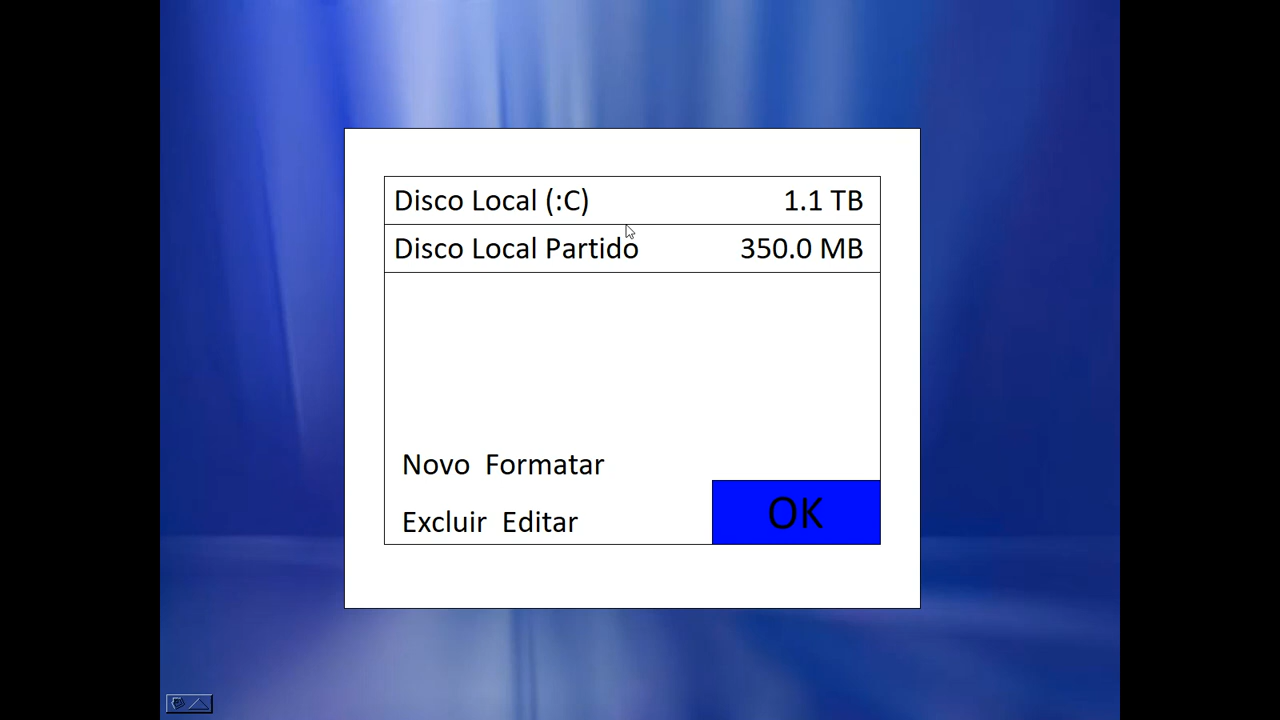 Disco Local (:C) 1.1 TB
Disco Local Partido 350.0 MB
Novo Formatar
Excluir Editar
OK